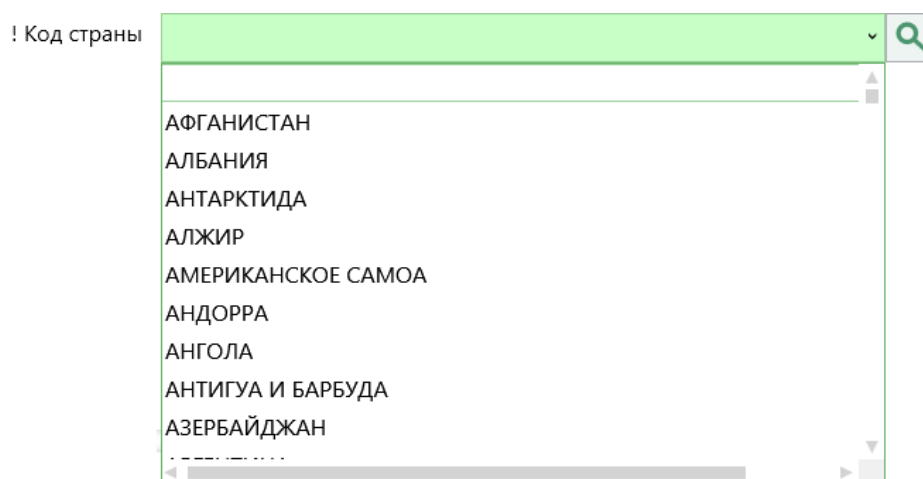 ! Код страны
АФГАНИСТАН
АЛБАНИЯ
АНТАРКТИДА
АЛЖИР
АМЕРИКАНСКОЕ САМОА
АНДОРРА
АНГОЛА
АНТИГУА И БАРБУДА
АЗЕРБАЙДЖАН